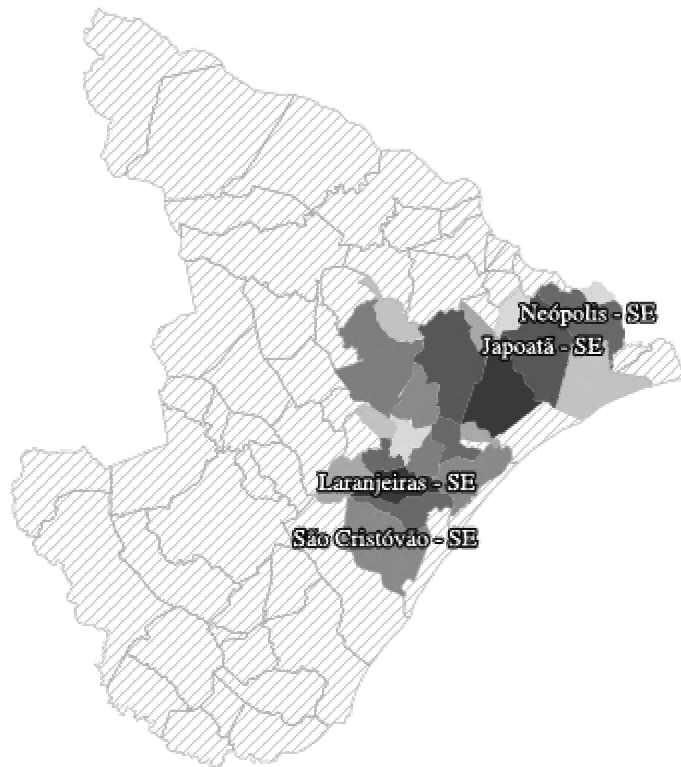 Neópolis - SE
Japoatã - SE
Laranjeiras - SE
São Cristóvão - SE